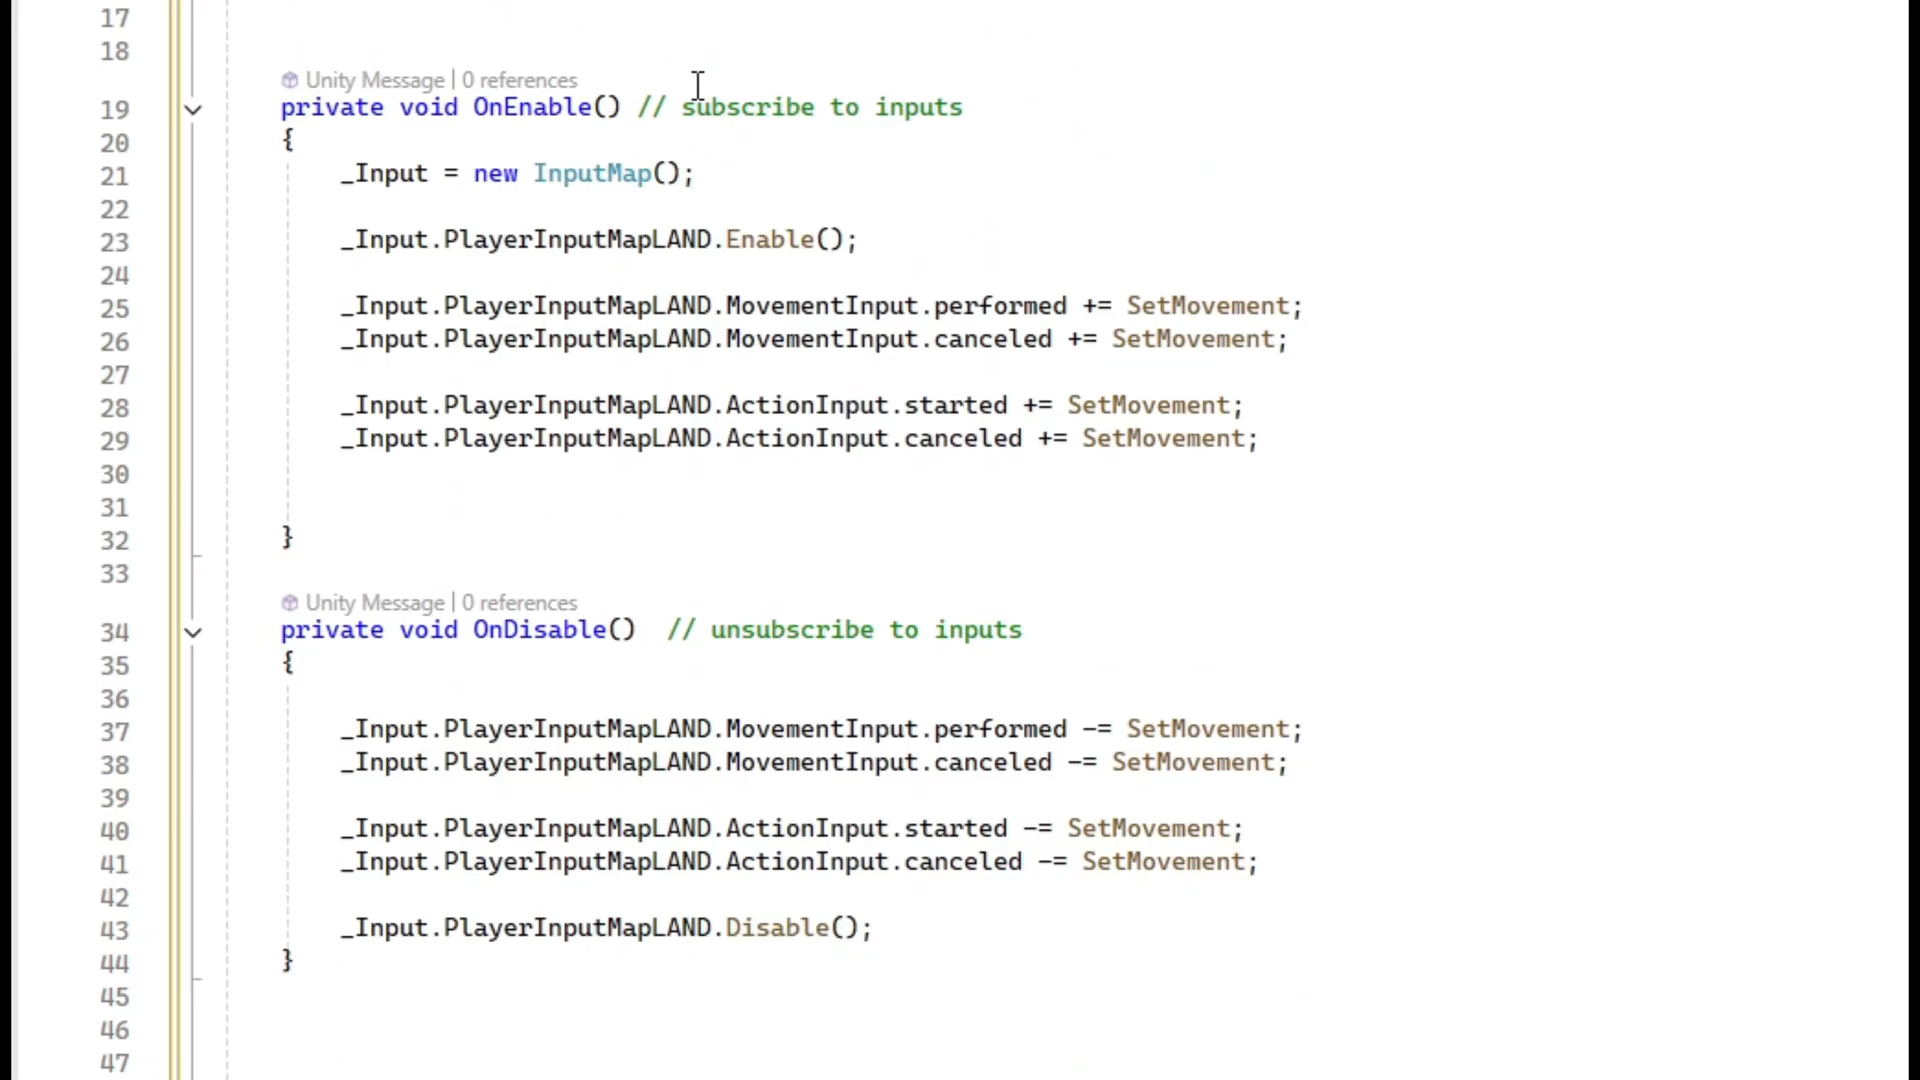 17
18
Unity Message | 0 references
19 private void OnEnable() // subscribe to inputs
20 {
21 _Input = new InputMap();
22
23 _Input.PlayerInputMapLAND.Enable();
24
25 _Input.PlayerInputMapLAND.MovementInput.performed += SetMovement;
26 _Input.PlayerInputMapLAND.MovementInput.canceled += SetMovement;
27
28 _Input.PlayerInputMapLAND.ActionInput.started += SetMovement;
29 _Input.PlayerInputMapLAND.ActionInput.canceled += SetMovement;
30
31
32 }
33
Unity Message | 0 references
34 private void OnDisable() // unsubscribe to inputs
35 {
36
37 _Input.PlayerInputMapLAND.MovementInput.performed -= SetMovement;
38 _Input.PlayerInputMapLAND.MovementInput.canceled -= SetMovement;
39
40 _Input.PlayerInputMapLAND.ActionInput.started -= SetMovement;
41 _Input.PlayerInputMapLAND.ActionInput.canceled -= SetMovement;
42
43 _Input.PlayerInputMapLAND.Disable();
44 }
45
46
47